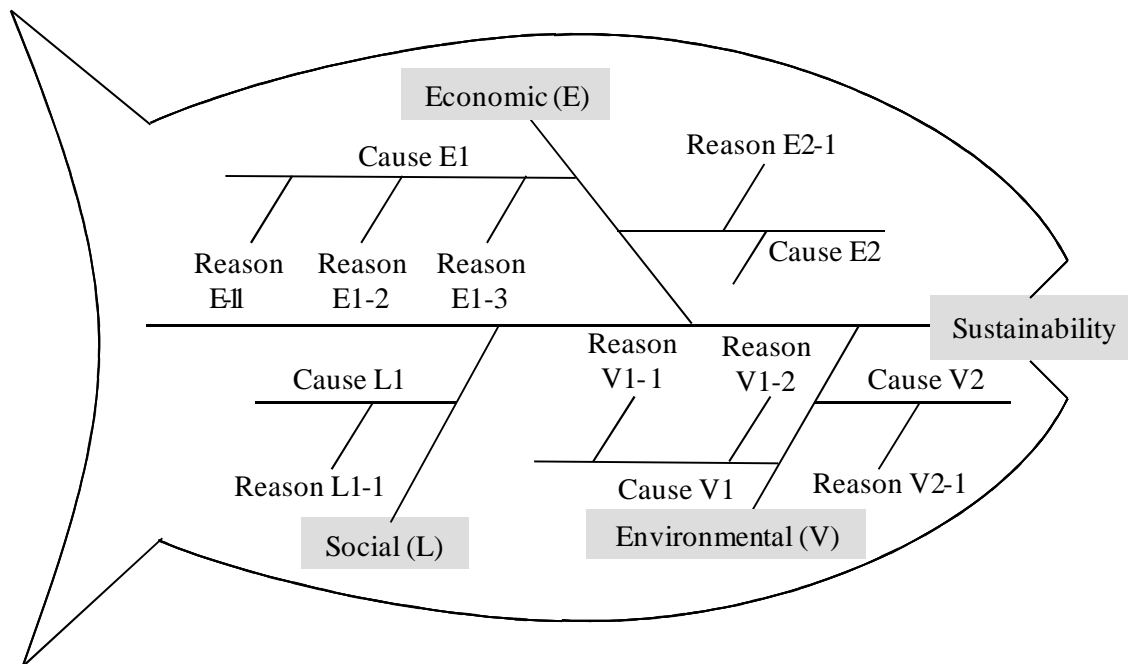 Economic (E)
Reason E2-1
Cause E1
Cause E2
Reason
E-11
Reason
E1-2
Reason
E1-3
Sustainability
Reason
V1-1
Reason
V1-2
Cause L1
Cause V2
Reason L1-1
Cause V1
Reason V2-1
Social (L)
Environmental (V)